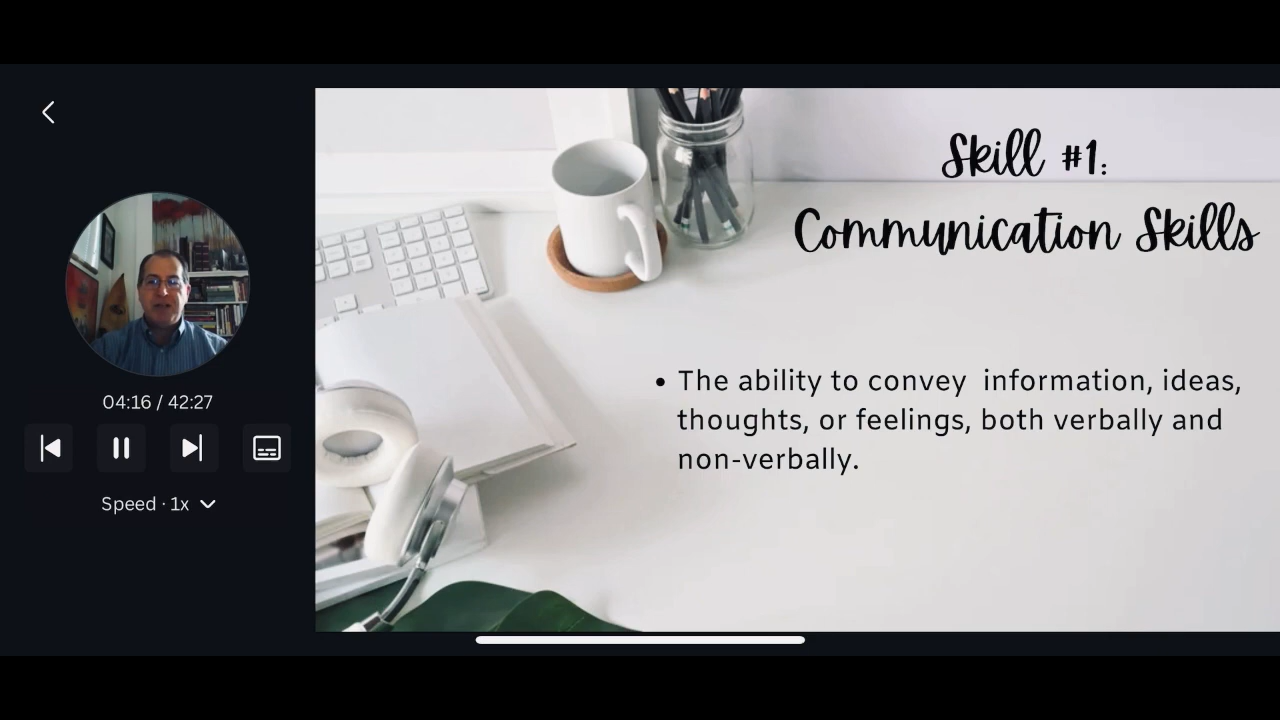 Skill #1:
Communication Skills
• The ability to convey  information, ideas,
thoughts, or feelings, both verbally and
non-verbally.
04:16 / 42:27
Speed · 1x